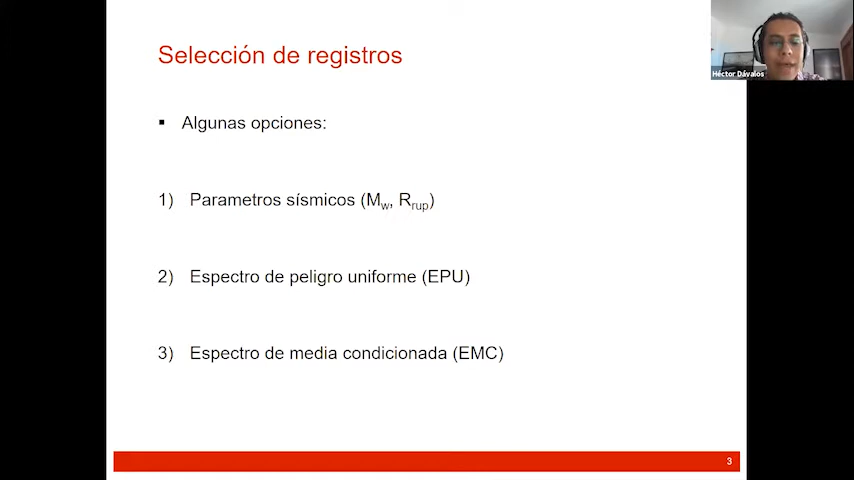 Selección de registros
Héctor Dávalos
▪ Algunas opciones:
1) Parametros sísmicos (Mw, Rrup)
2) Espectro de peligro uniforme (EPU)
3) Espectro de media condicionada (EMC)
3